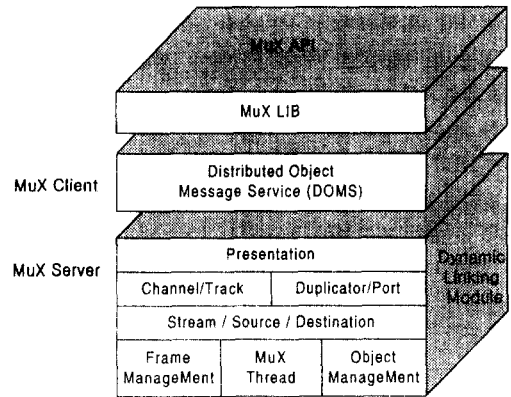 MuX API
MuX LIB
MuX Client
Distributed Object
Message Service (DOMS)
MuX Server
Presentation
Channel/Track
Duplicator/Port
Stream / Source / Destination
Frame
ManageMent
MuX
Thread
Object
ManageMent
Dynamic
Linking
Module